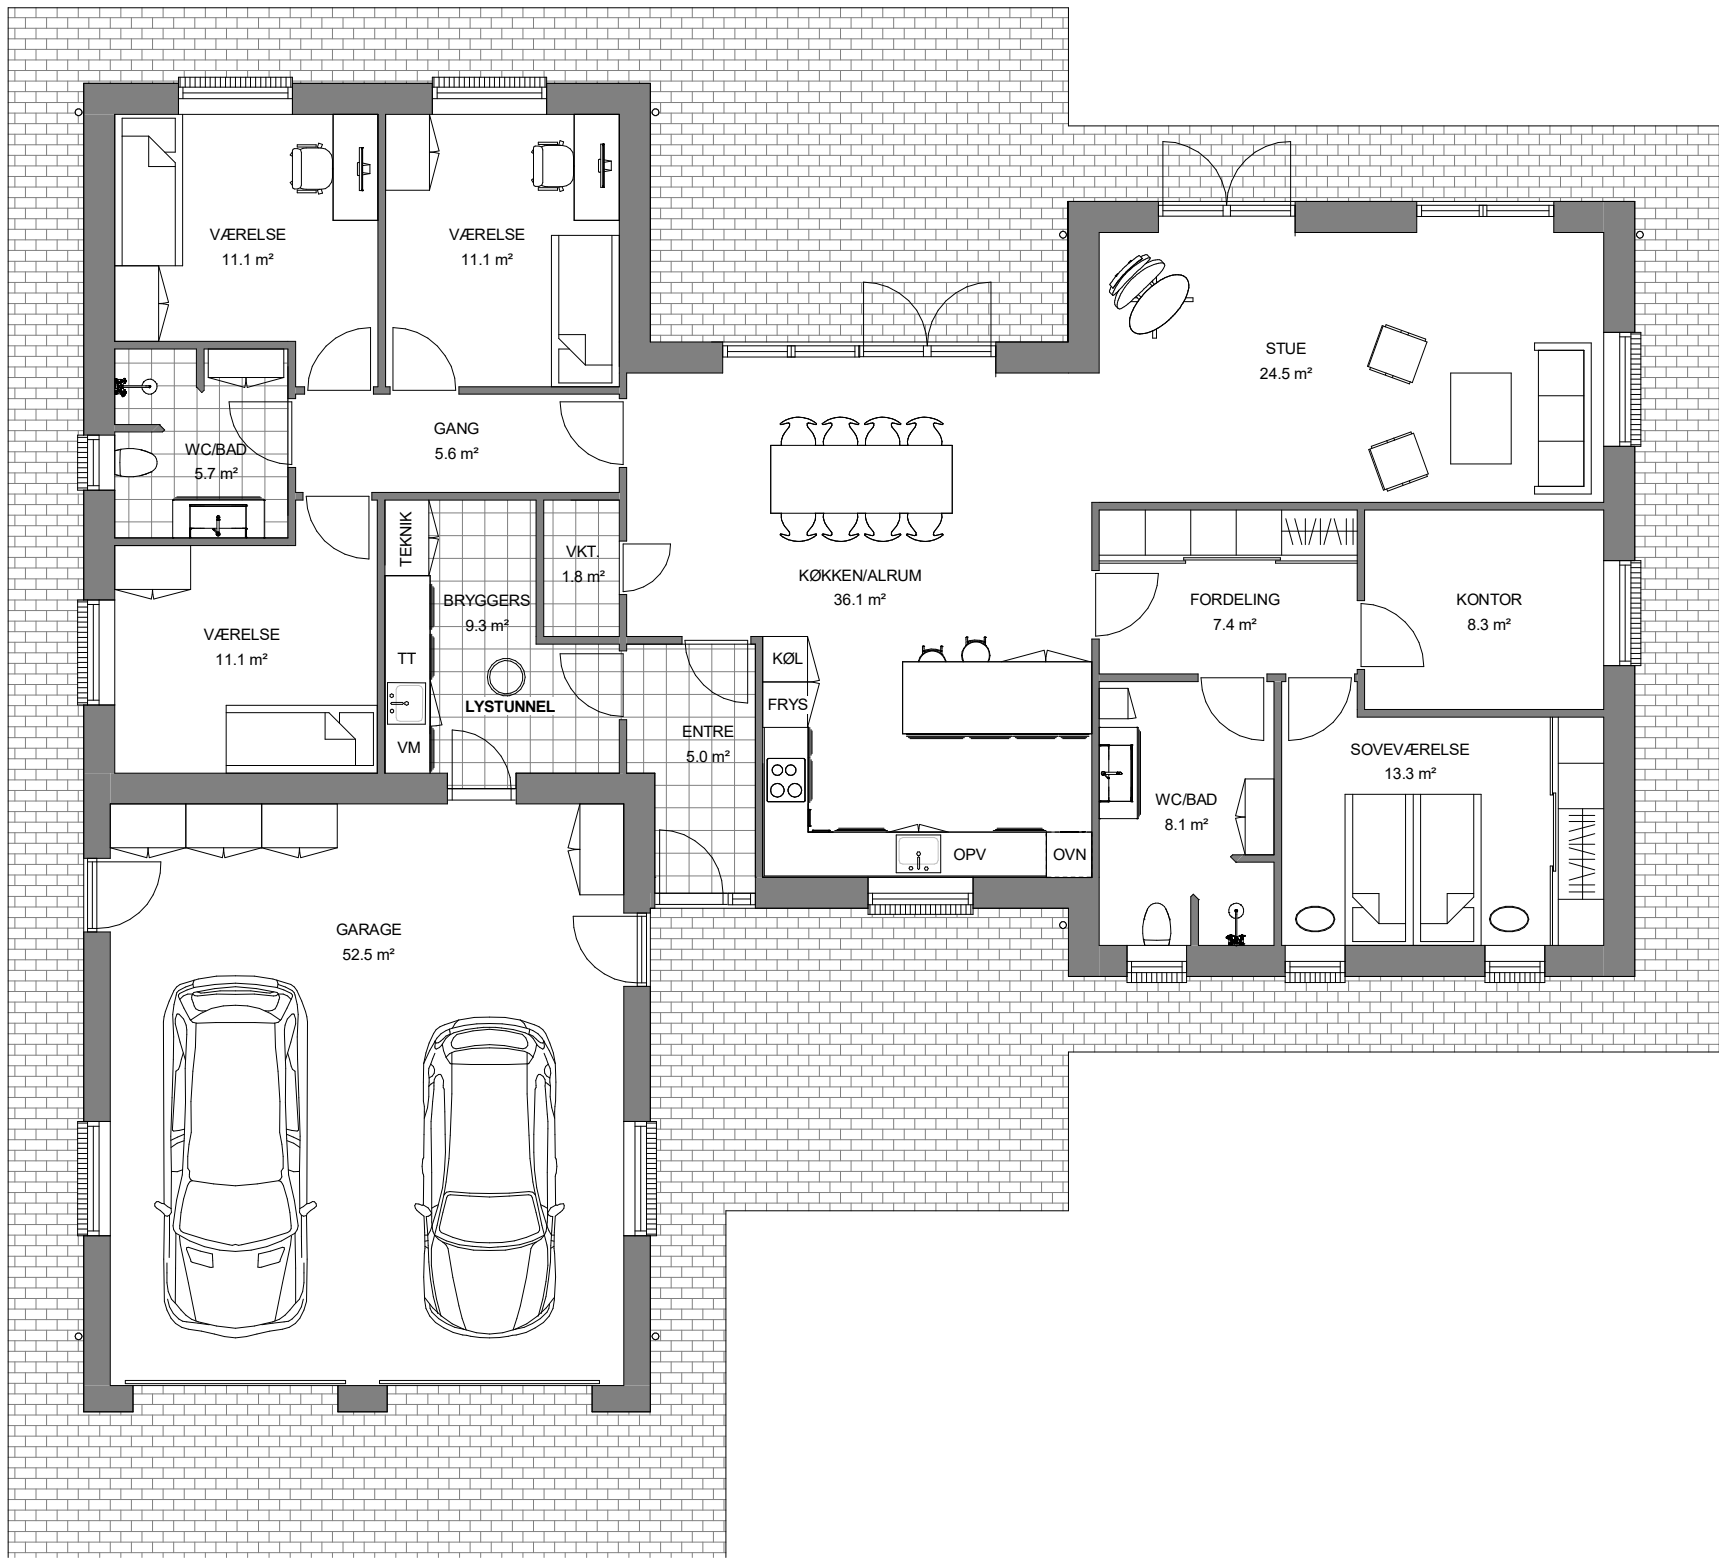 VÆRELSE
11.1 m²
VÆRELSE
11.1 m²
STUE
24.5 m²
WC/BAD
5.7 m²
GANG
5.6 m²
TEKNIK
VKT.
1.8 m²
BRYGGERS
9.3 m²
KØKKEN/ALRUM
36.1 m²
FORDELING
7.4 m²
KONTOR
8.3 m²
VÆRELSE
11.1 m²
TT
LYSTUNNEL
VM
ENTRE
5.0 m²
KØL
FRYS
OPV
OVN
WC/BAD
8.1 m²
SOVEVÆRELSE
13.3 m²
GARAGE
52.5 m²